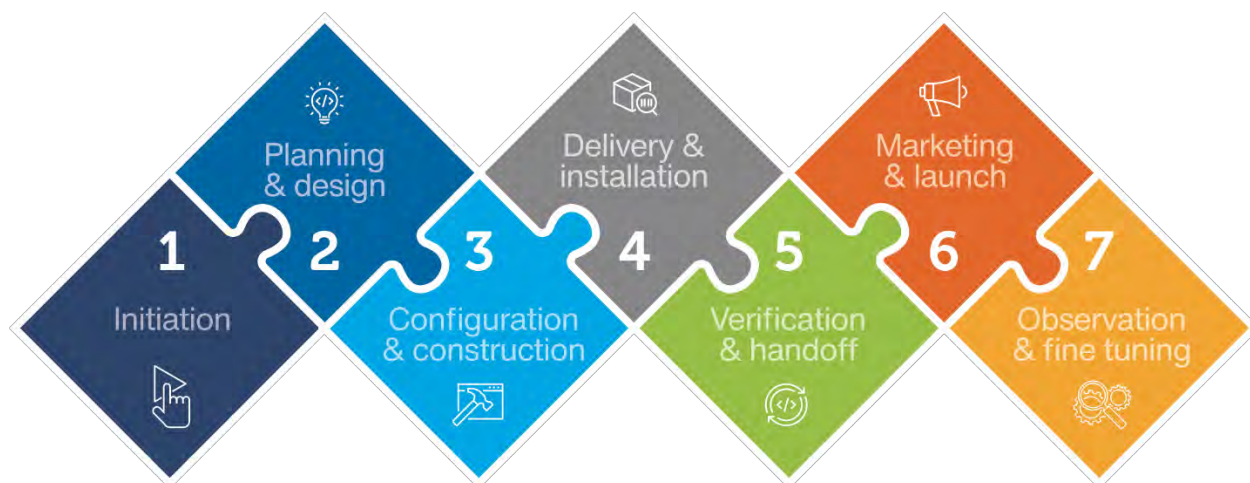 1
Initiation
Planning
& design
2
3
Configuration
& construction
Delivery &
installation
4
5
Verification
& handoff
Marketing
& launch
6
7
Observation
& fine tuning